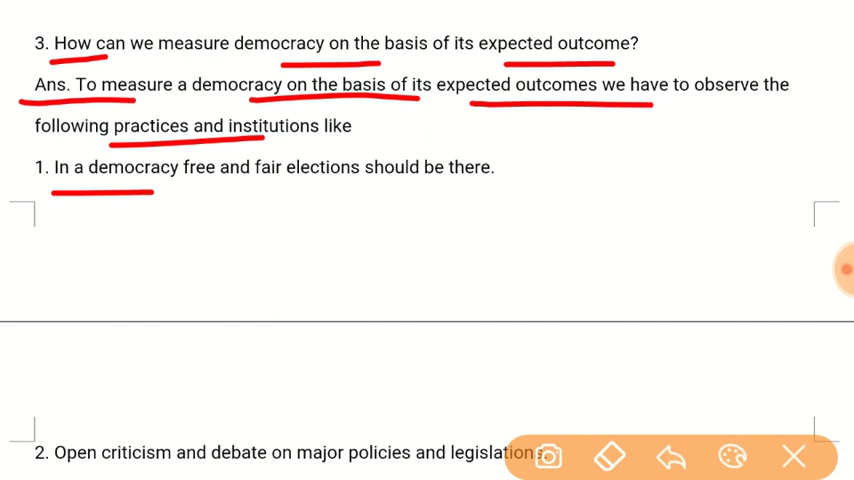 3. How can we measure democracy on the basis of its expected outcome?
Ans. To measure a democracy on the basis of its expected outcomes we have to observe the
following practices and institutions like
1. In a democracy free and fair elections should be there.
2. Open criticism and debate on major policies and legislations.